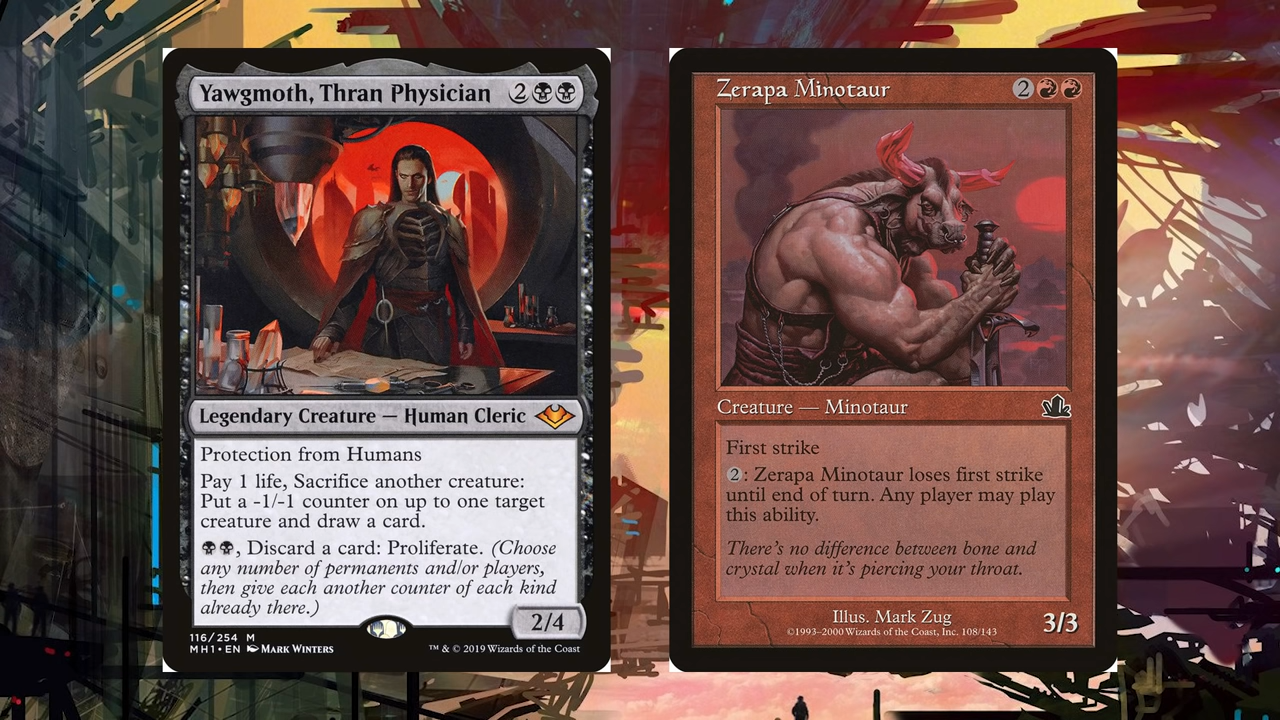 Yawgmoth, Thran Physician 2
Legendary Creature — Human Cleric
Protection from Humans
Pay 1 life, Sacrifice another creature:
Put a -1/-1 counter on up to one target
creature and draw a card.
, Discard a card: Proliferate. (Choose
any number of permanents and/or players,
then give each another counter of each kind
already there.)
2/4
116/254 M
MH1 • EN MARK WINTERS
™ & © 2019 Wizards of the Coast
Zerapa Minotaur 2
Creature — Minotaur
First strike
2: Zerapa Minotaur loses first strike
until end of turn. Any player may play
this ability.
There's no difference between bone and
crystal when it's piercing your throat.
Illus. Mark Zug
©1993–2000 Wizards of the Coast, Inc. 108/143
3/3